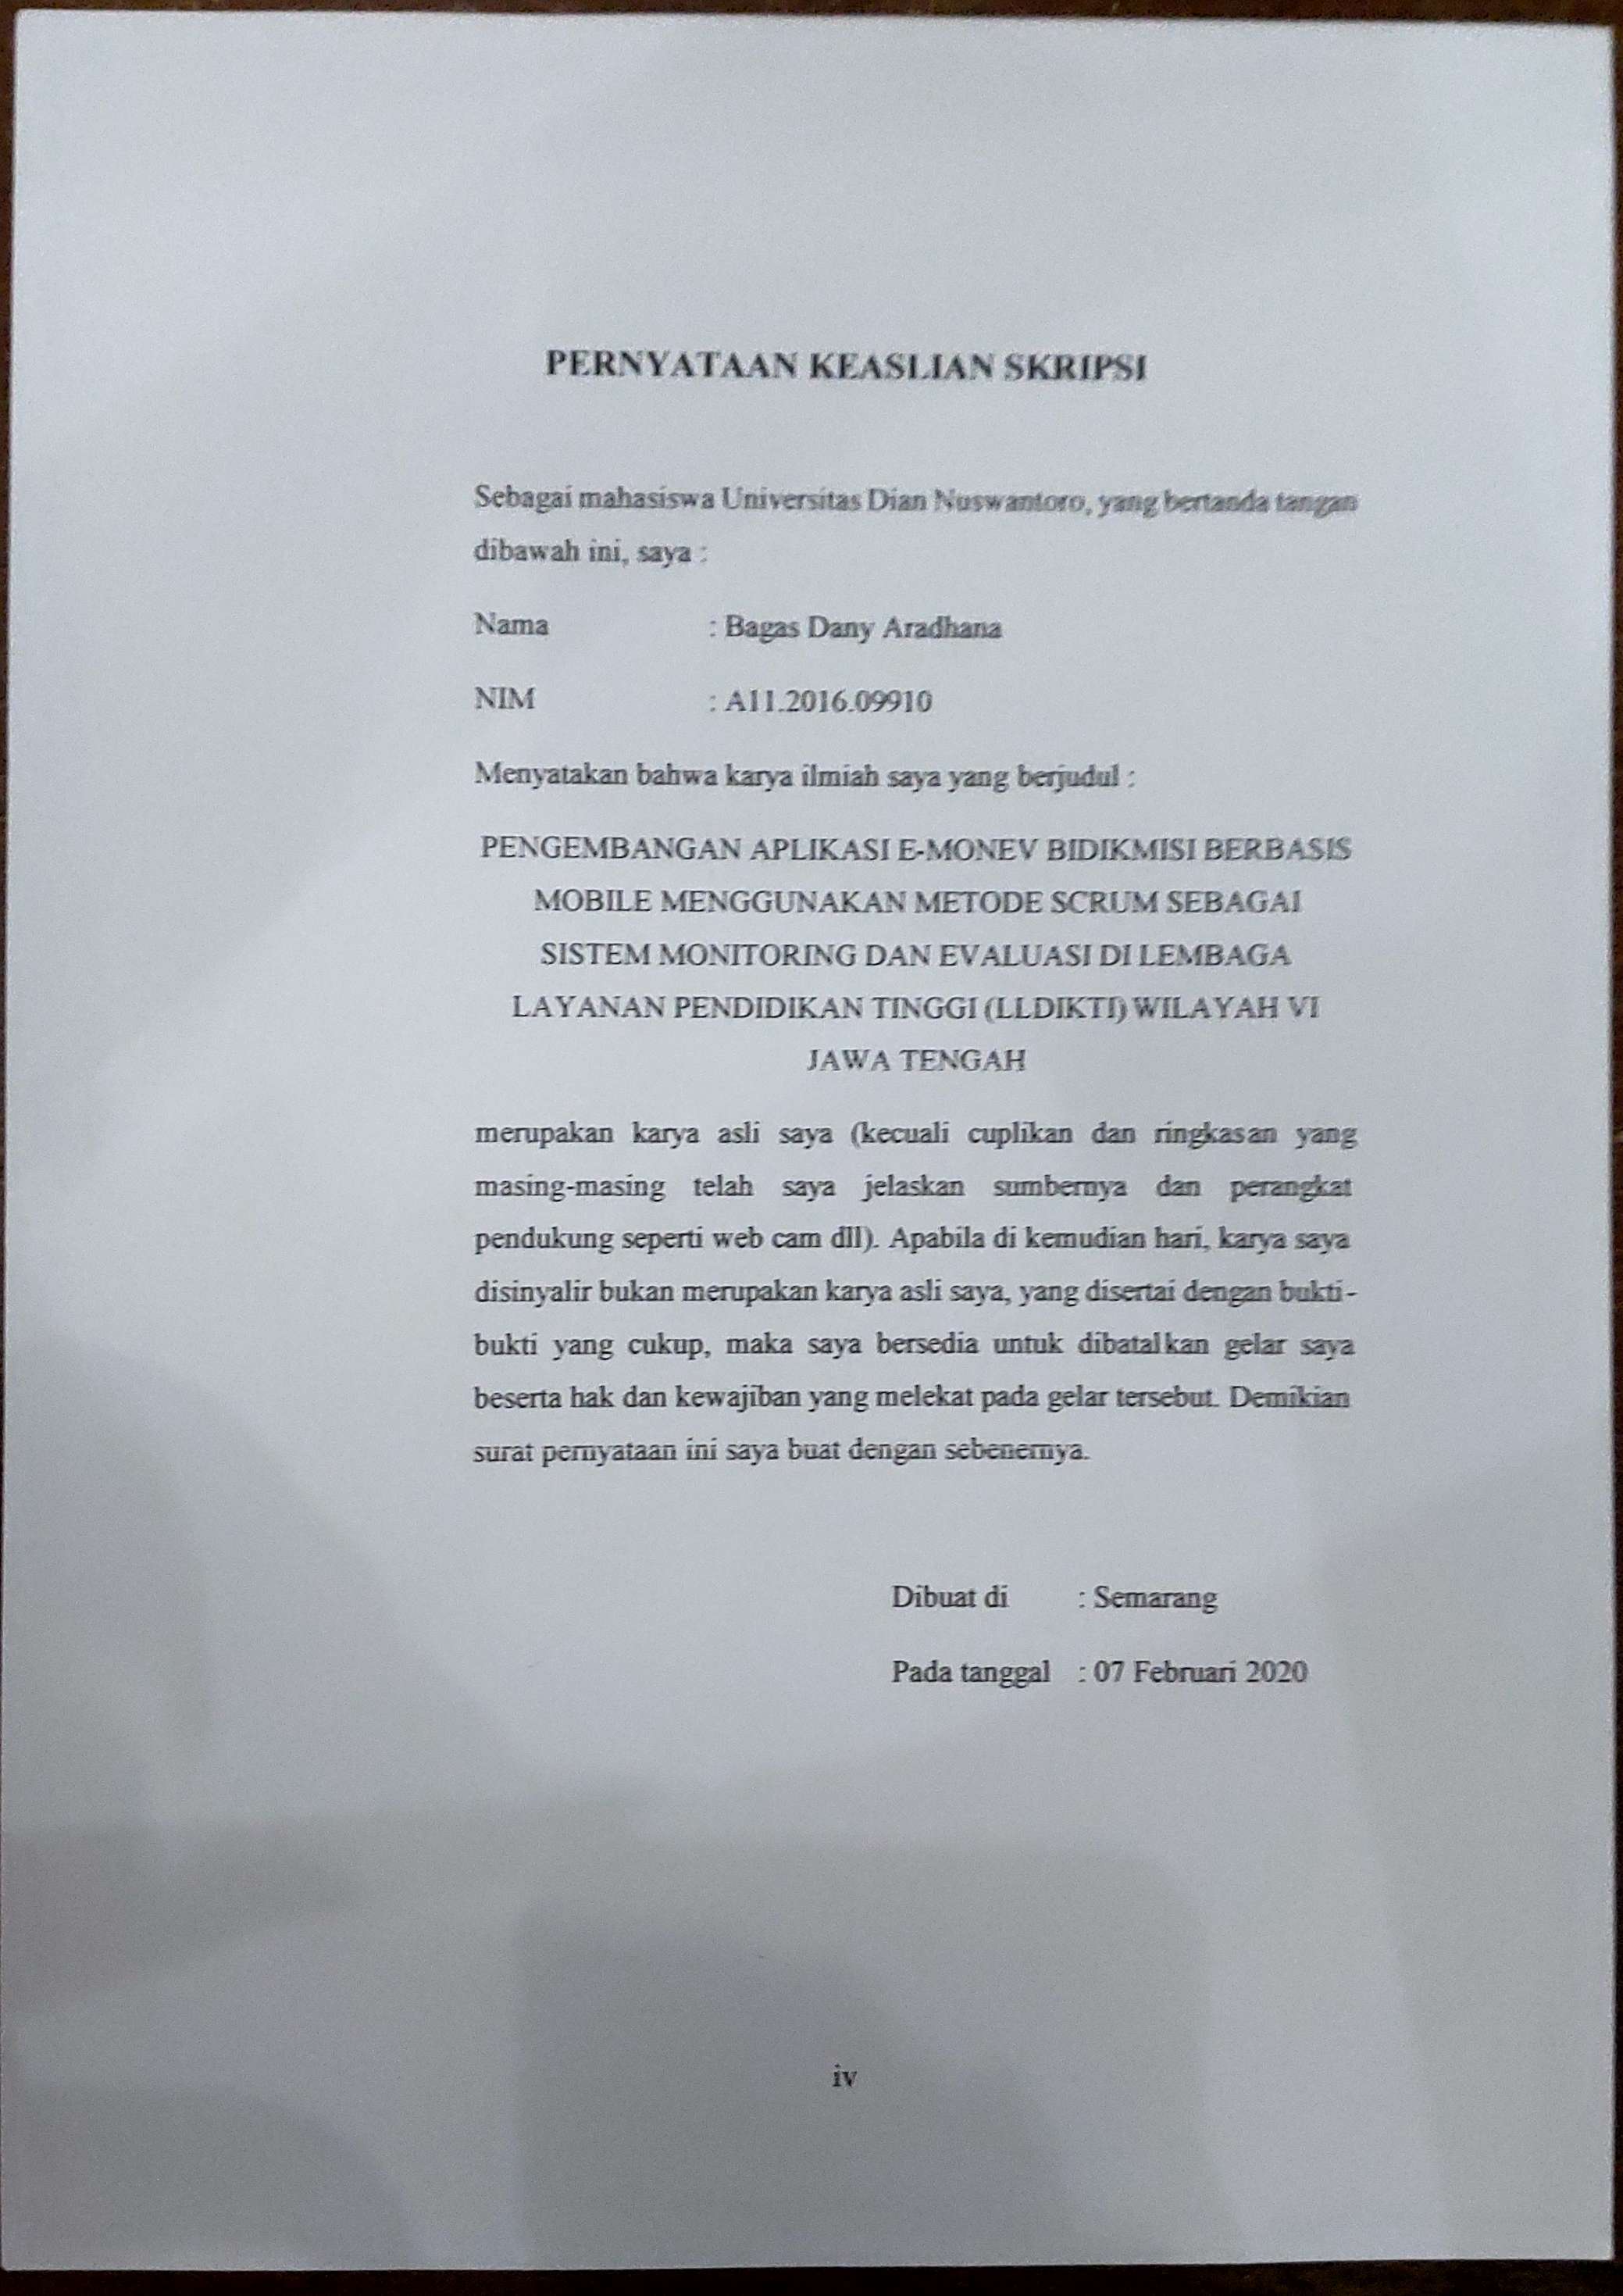 PERNYATAAN KEASLIAN SKRIPSI
Sebagai mahasiswa Universitas Dian Nuswantoro, yang bertanda tangan
dibawah ini, saya :
Nama : Bagas Dany Aradhana
NIM : A11.2016.09910
Menyatakan bahwa karya ilmiah saya yang berjudul :
PENGEMBANGAN APLIKASI E-MONEV BIDIKMISI BERBASIS
MOBILE MENGGUNAKAN METODE SCRUM SEBAGAI
SISTEM MONITORING DAN EVALUASI DI LEMBAGA
LAYANAN PENDIDIKAN TINGGI (LLDIKTI) WILAYAH VI
JAWA TENGAH
merupakan karya asli saya (kecuali cuplikan dan ringkasan yang
masing-masing telah saya jelaskan sumbernya dan perangkat
pendukung seperti web cam dll). Apabila di kemudian hari, karya saya
disinyalir bukan merupakan karya asli saya, yang disertai dengan bukti-
bukti yang cukup, maka saya bersedia untuk dibatalkan gelar saya
beserta hak dan kewajiban yang melekat pada gelar tersebut. Demikian
surat pernyataan ini saya buat dengan sebenernya.
Dibuat di : Semarang
Pada tanggal : 07 Februari 2020
iv